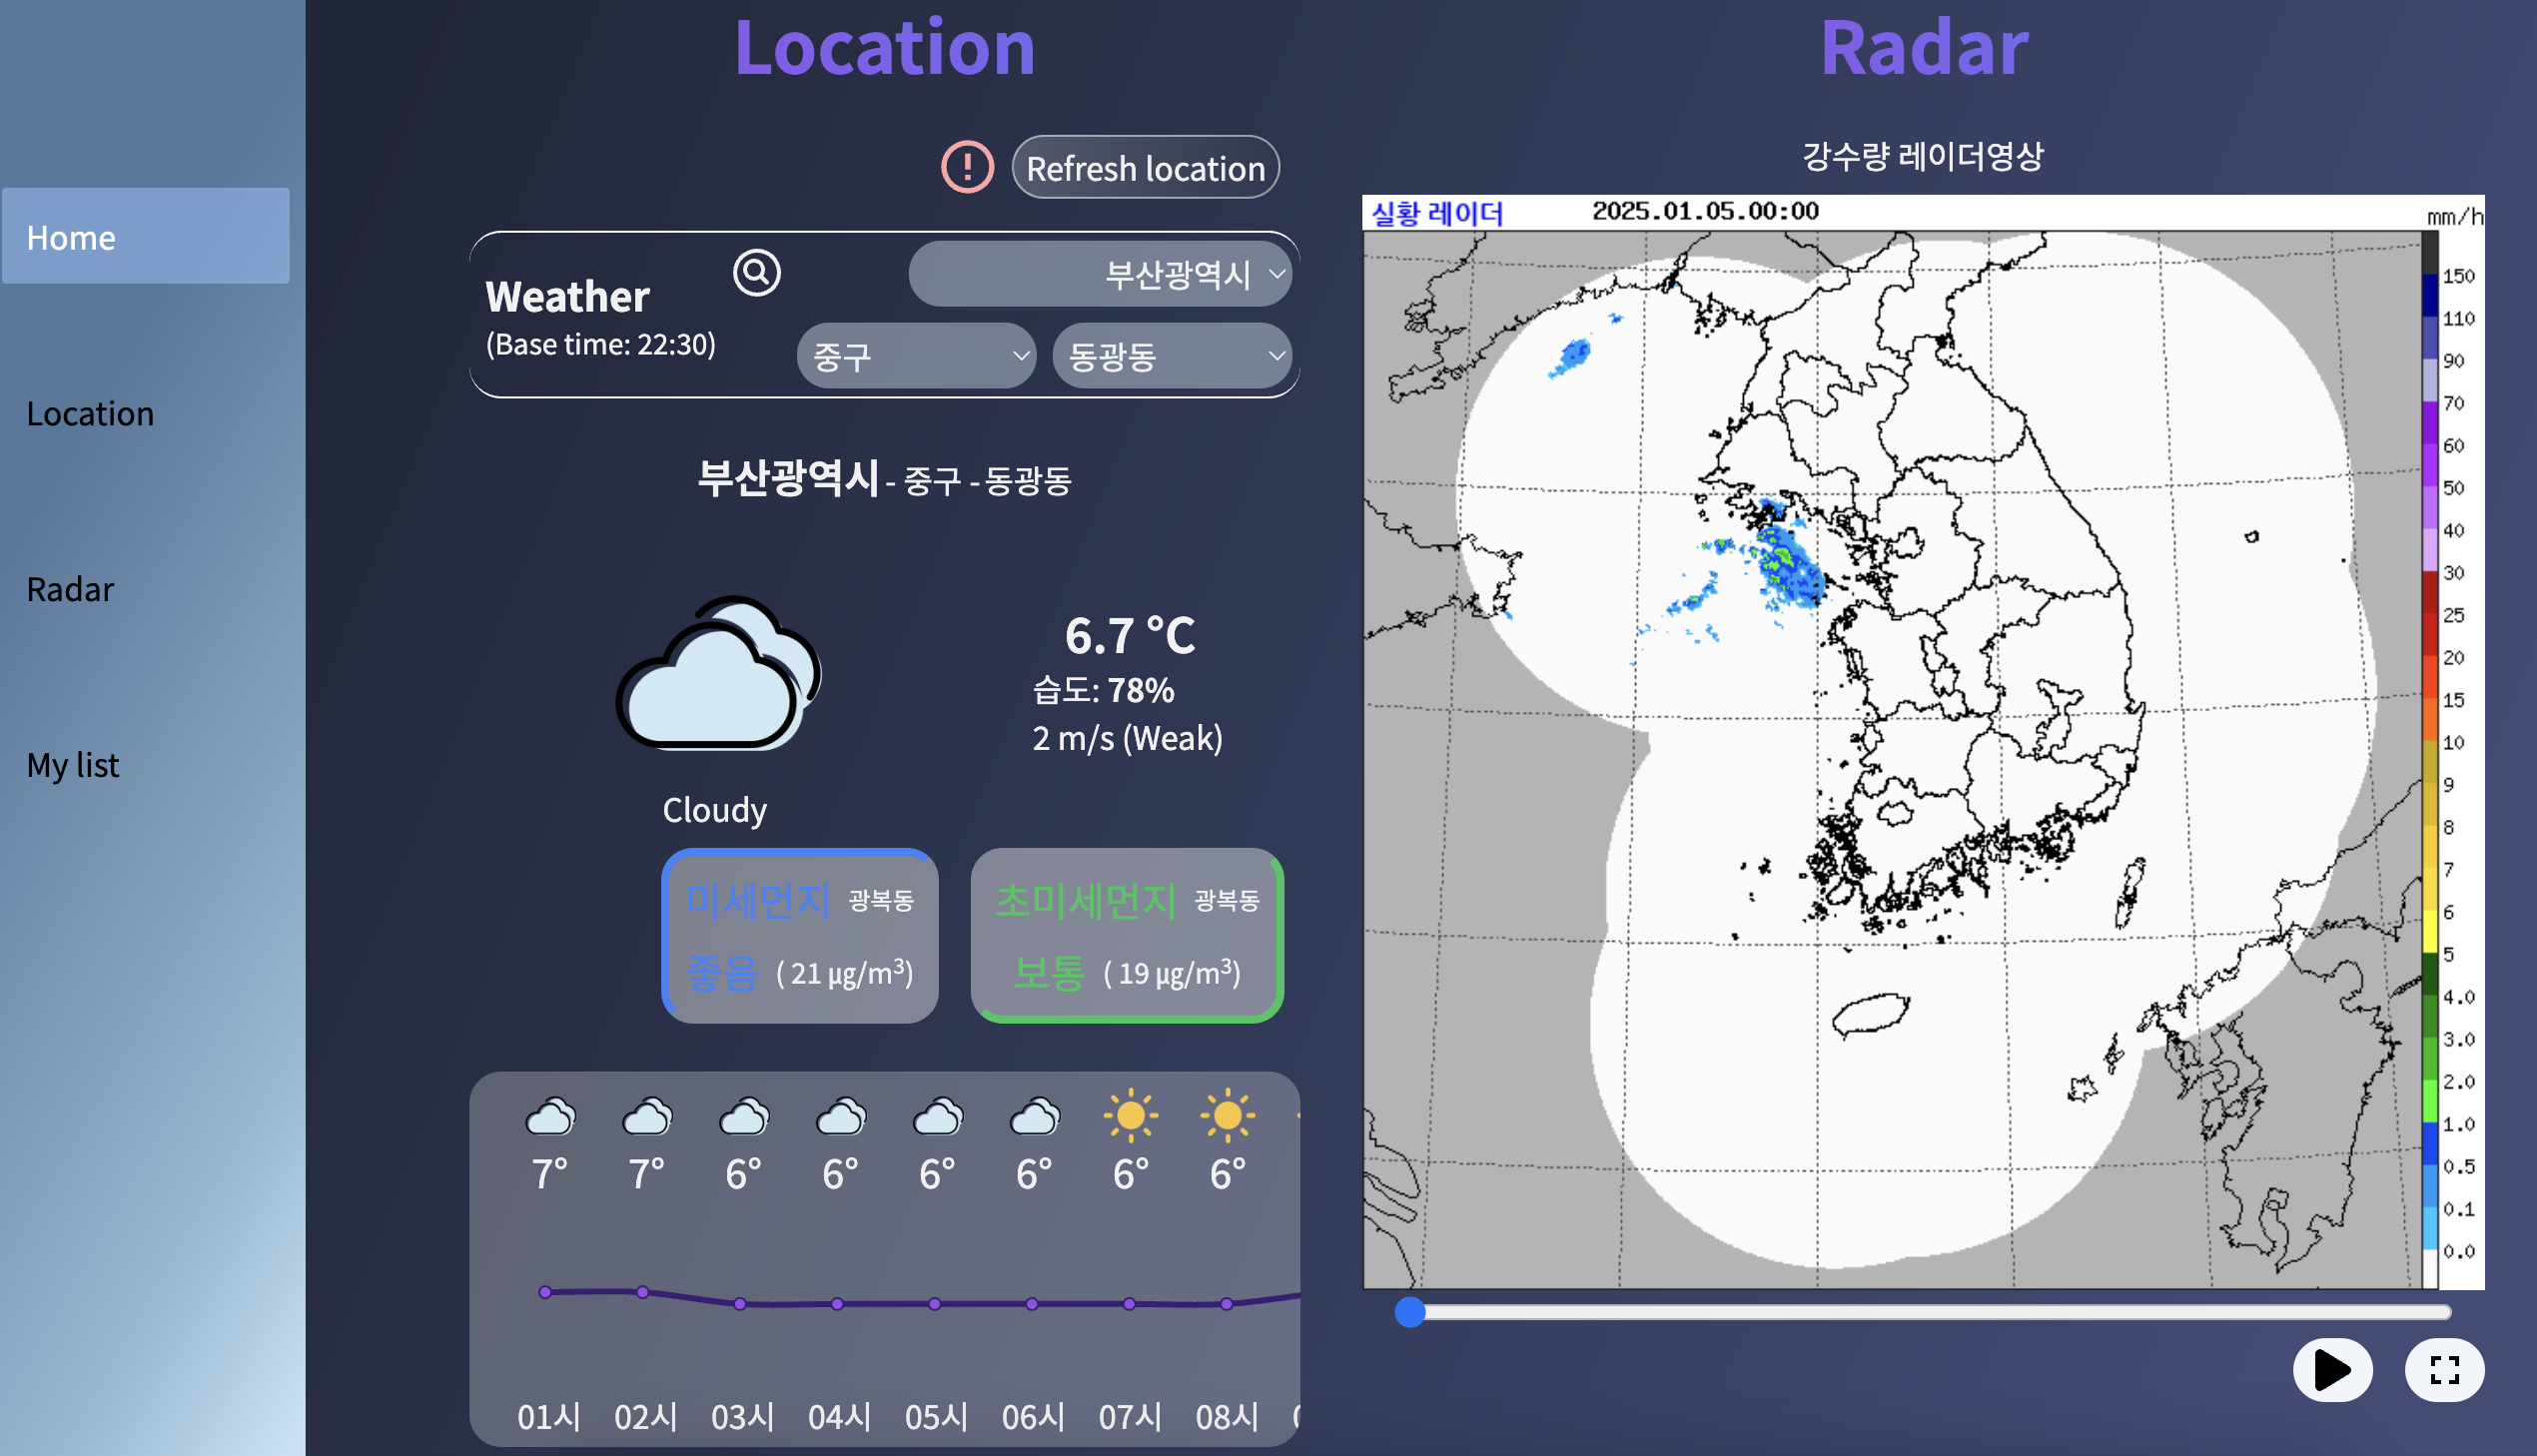 Home
Location
Radar
My list
Location
Refresh location
Weather
(Base time: 22:30)
부산광역시
중구
동광동
부산광역시 - 중구 - 동광동
6.7 °C
습도: 78%
2 m/s (Weak)
Cloudy
미세먼지 광복동
좋음 ( 21 μg/m³)
초미세먼지 광복동
보통 ( 19 μg/m³)
7° 7° 6° 6° 6° 6° 6° 6°
01시 02시 03시 04시 05시 06시 07시 08시
Radar
강수량 레이더영상
실황 레이더 2025.01.05.00:00 mm/h
150
110
90
70
60
50
40
30
25
20
15
10
9
8
7
6
5
4.0
3.0
2.0
1.0
0.5
0.1
0.0